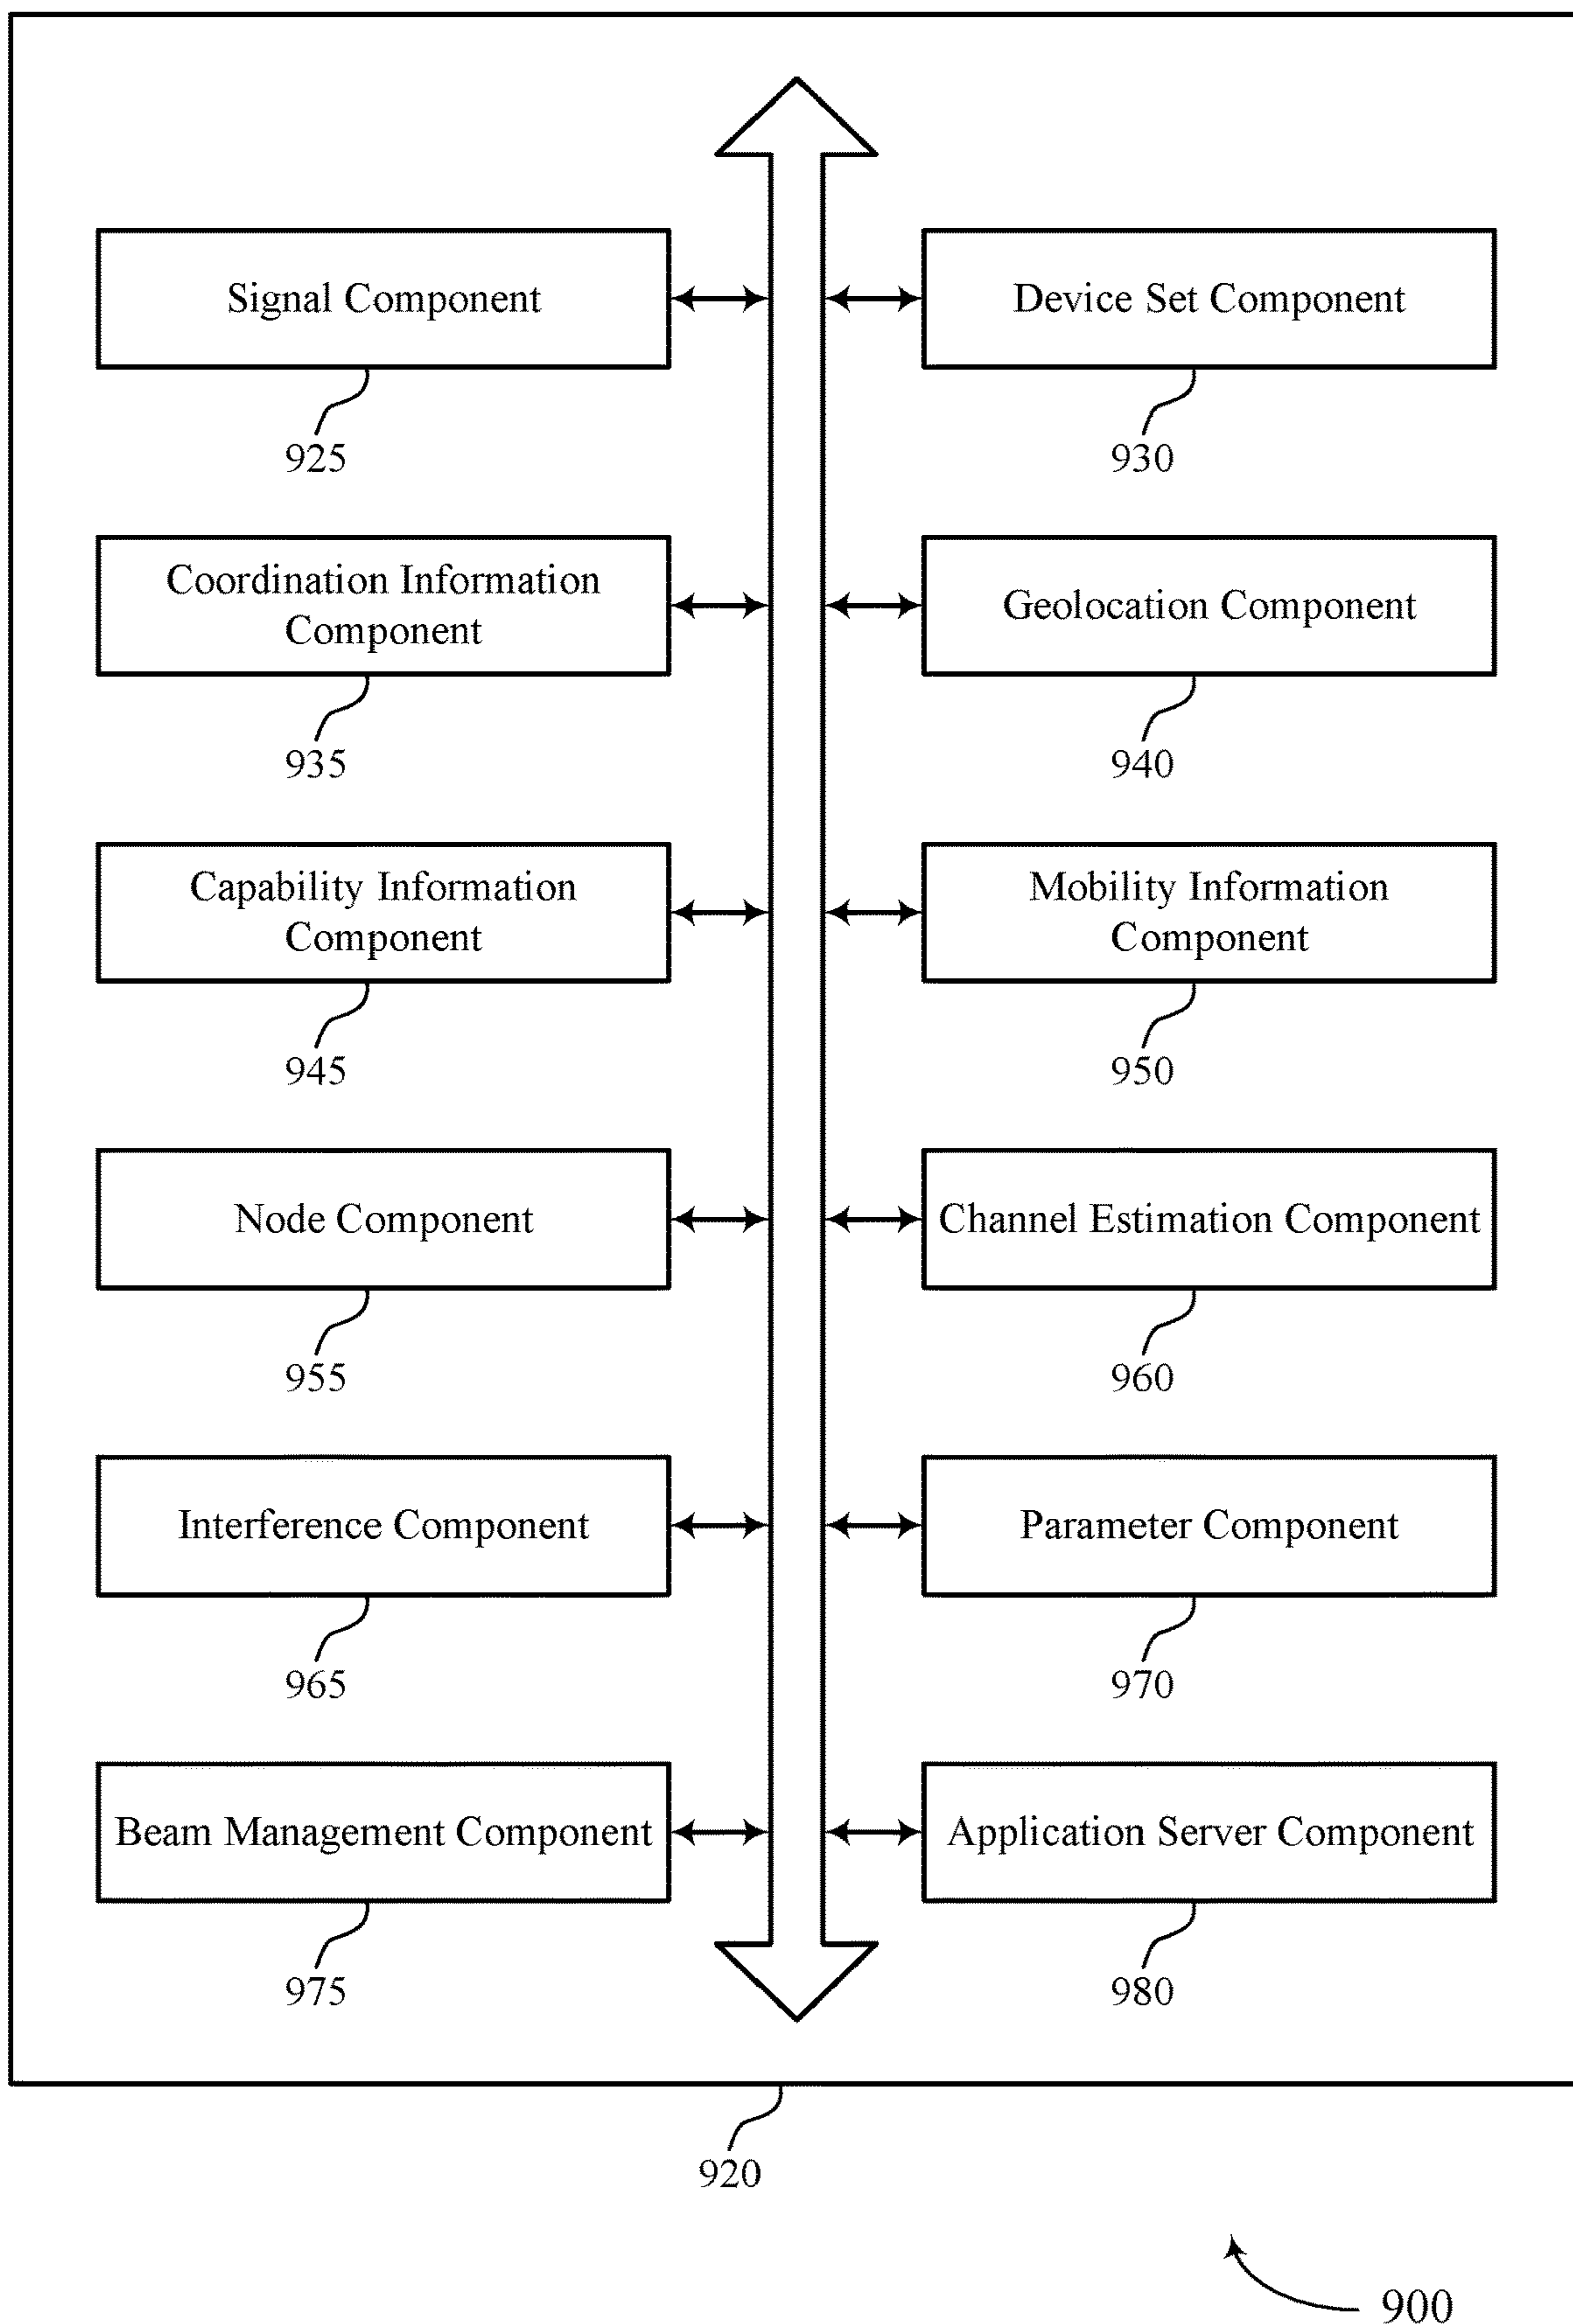 Signal Component
Device Set Component
925
930
Coordination Information
Component
Geolocation Component
935
940
Capability Information
Component
Mobility Information
Component
945
950
Node Component
Channel Estimation Component
955
960
Interference Component
Parameter Component
965
970
Beam Management Component
Application Server Component
975
980
920
900